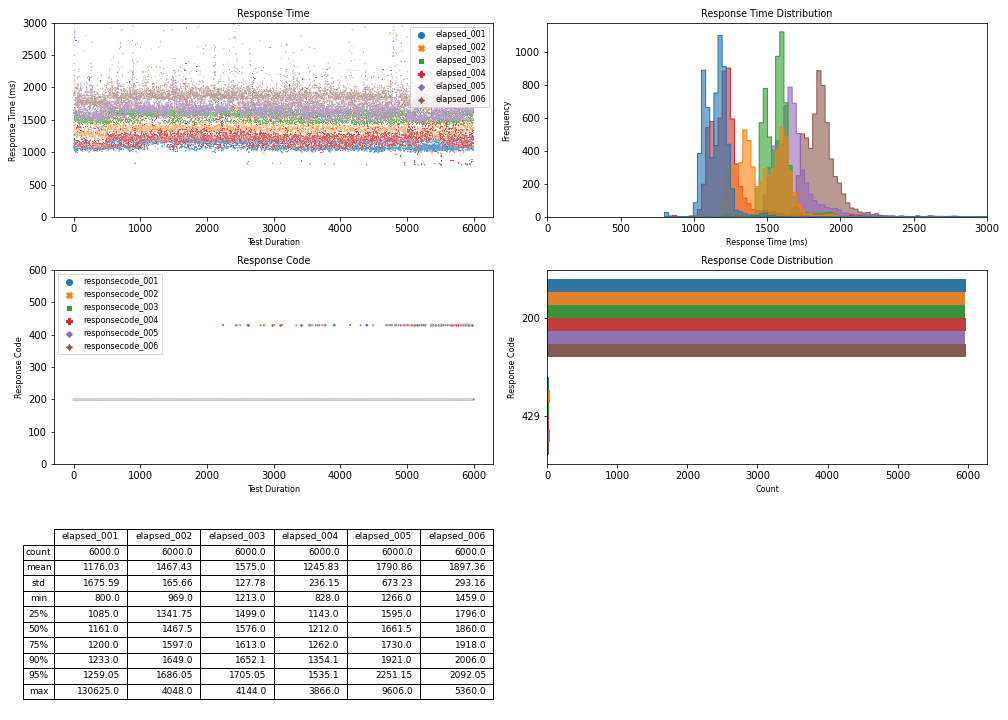 Response Time
Response Time (ms)
3000
2500
2000
1500
1000
500
0
0 1000 2000 3000 4000 5000 6000
Test Duration
elapsed_001
elapsed_002
elapsed_003
elapsed_004
elapsed_005
elapsed_006
Response Time Distribution
Frequency
1000
800
600
400
200
0
0 500 1000 1500 2000 2500 3000
Response Time (ms)
Response Code
Response Code
600
500
400
300
200
100
0
0 1000 2000 3000 4000 5000 6000
Test Duration
responsecode_001
responsecode_002
responsecode_003
responsecode_004
responsecode_005
responsecode_006
Response Code Distribution
Response Code
200
429
0 1000 2000 3000 4000 5000 6000
Count
elapsed_001 elapsed_002 elapsed_003 elapsed_004 elapsed_005 elapsed_006
count 6000.0 6000.0 6000.0 6000.0 6000.0 6000.0
mean 1176.03 1467.43 1575.0 1245.83 1790.86 1897.36
std 1675.59 165.66 127.78 236.15 673.23 293.16
min 800.0 969.0 1213.0 828.0 1266.0 1459.0
25% 1085.0 1341.75 1499.0 1143.0 1595.0 1796.0
50% 1161.0 1467.5 1576.0 1212.0 1661.5 1860.0
75% 1200.0 1597.0 1613.0 1262.0 1730.0 1918.0
90% 1233.0 1649.0 1652.1 1354.1 1921.0 2006.0
95% 1259.05 1686.05 1705.05 1535.1 2251.15 2092.05
max 130625.0 4048.0 4144.0 3866.0 9606.0 5360.0